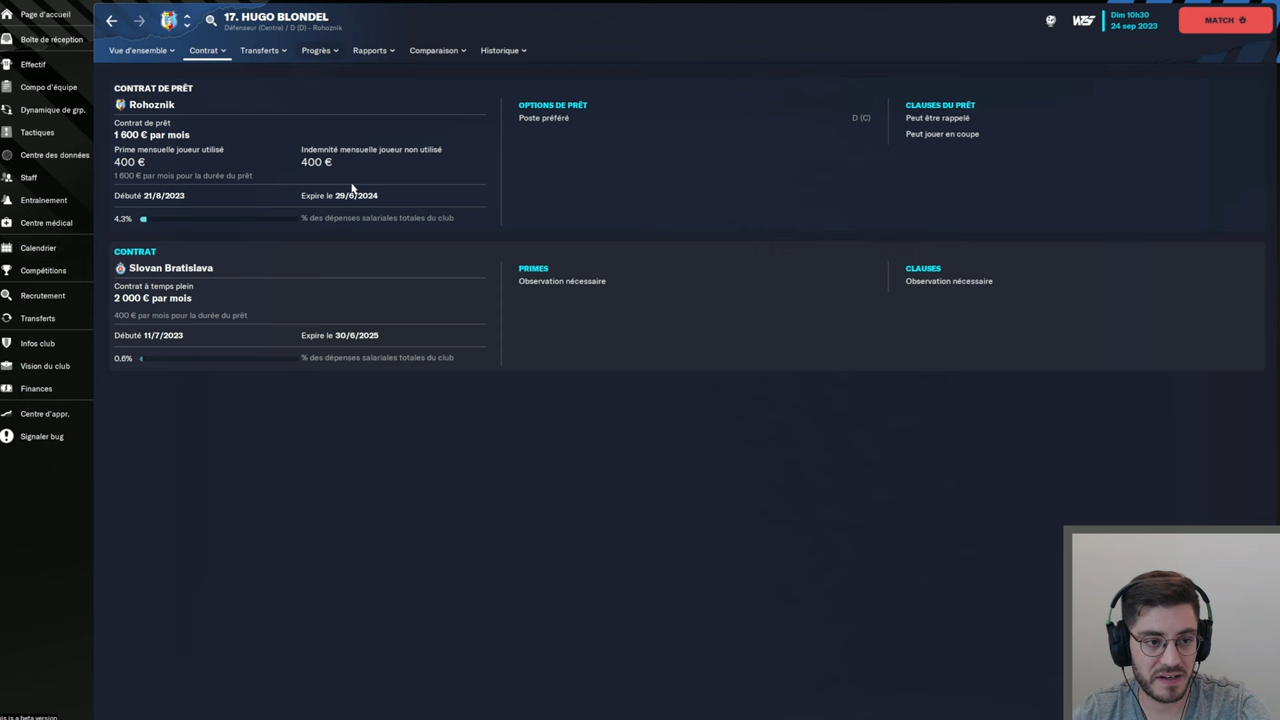 Page d'accueil
Boîte de réception
Effectif
Compo d'équipe
Dynamique de grp.
Tactiques
Centre des données
Staff
Entraînement
Centre médical
Calendrier
Compétitions
Recrutement
Transferts
Infos club
Vision du club
Finances
Centre d'appr.
Signaler bug
17. HUGO BLONDEL
Défenseur (Centre) / D (D) - Rohoznik
Dim 10h30
24 sep 2023
MATCH
Vue d'ensemble
Contrat
Transferts
Progrès
Rapports
Comparaison
Historique
CONTRAT DE PRÊT
Rohoznik
Contrat de prêt
1 600 € par mois
Prime mensuelle joueur utilisé
Indemnité mensuelle joueur non utilisé
400 €
400 €
1 600 € par mois pour la durée du prêt
Débuté 21/8/2023
Expire le 29/6/2024
4.3%
% des dépenses salariales totales du club
OPTIONS DE PRÊT
Poste préféré
D (C)
CLAUSES DU PRÊT
Peut être rappelé
Peut jouer en coupe
CONTRAT
Slovan Bratislava
Contrat à temps plein
2 000 € par mois
400 € par mois pour la durée du prêt
Débuté 11/7/2023
Expire le 30/6/2025
0.6%
% des dépenses salariales totales du club
PRIMES
Observation nécessaire
CLAUSES
Observation nécessaire
is is a beta version